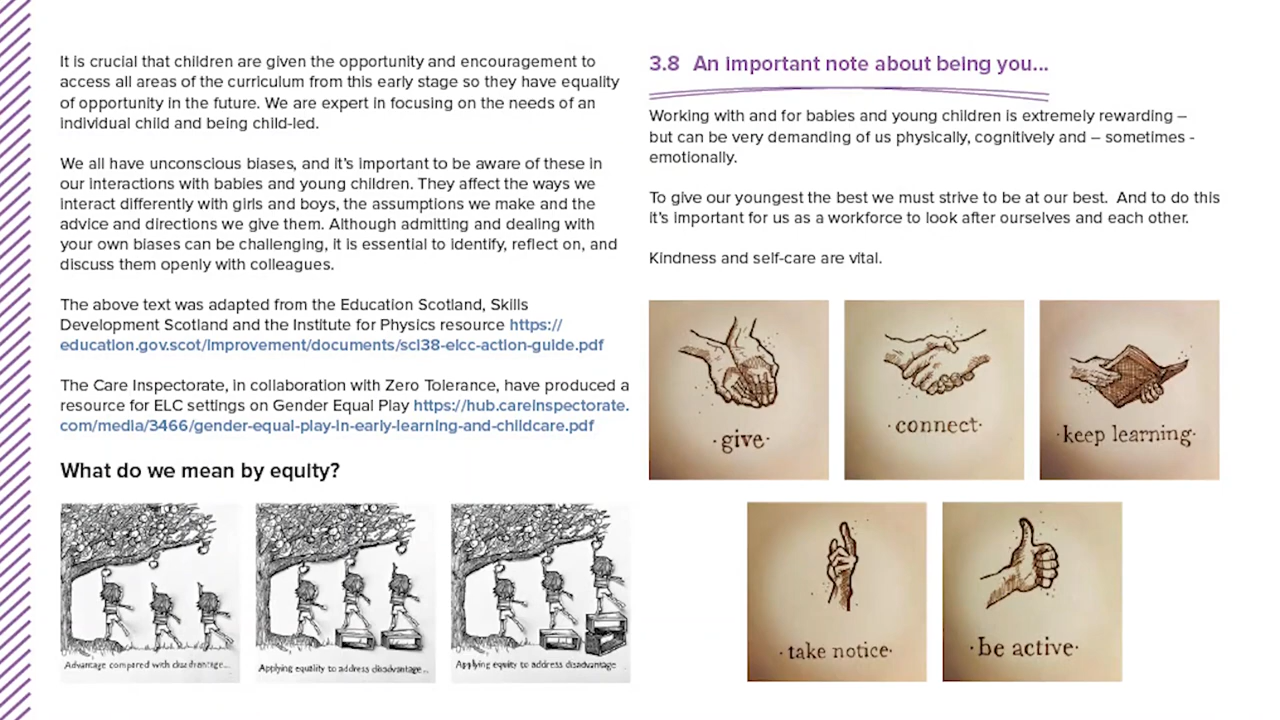 It is crucial that children are given the opportunity and encouragement to
access all areas of the curriculum from this early stage so they have equality
of opportunity in the future. We are expert in focusing on the needs of an
individual child and being child-led.
We all have unconscious biases, and it's important to be aware of these in
our interactions with babies and young children. They affect the ways we
interact differently with girls and boys, the assumptions we make and the
advice and directions we give them. Although admitting and dealing with
your own biases can be challenging, it is essential to identify, reflect on, and
discuss them openly with colleagues.
The above text was adapted from the Education Scotland, Skills
Development Scotland and the Institute for Physics resource https://
education.gov.scot/improvement/documents/sci38-elcc-action-guide.pdf
The Care Inspectorate, in collaboration with Zero Tolerance, have produced a
resource for ELC settings on Gender Equal Play https://hub.careinspectorate.
com/media/3466/gender-equal-play-in-early-learning-and-childcare.pdf
What do we mean by equity?
Advantage compared with disadvantage...
Applying equality to address disadvantage...
Applying equity to address disadvantage
3.8 An important note about being you...
Working with and for babies and young children is extremely rewarding –
but can be very demanding of us physically, cognitively and – sometimes -
emotionally.
To give our youngest the best we must strive to be at our best. And to do this
it's important for us as a workforce to look after ourselves and each other.
Kindness and self-care are vital.
·give·
·connect·
·keep learning·
·take notice·
·be active·